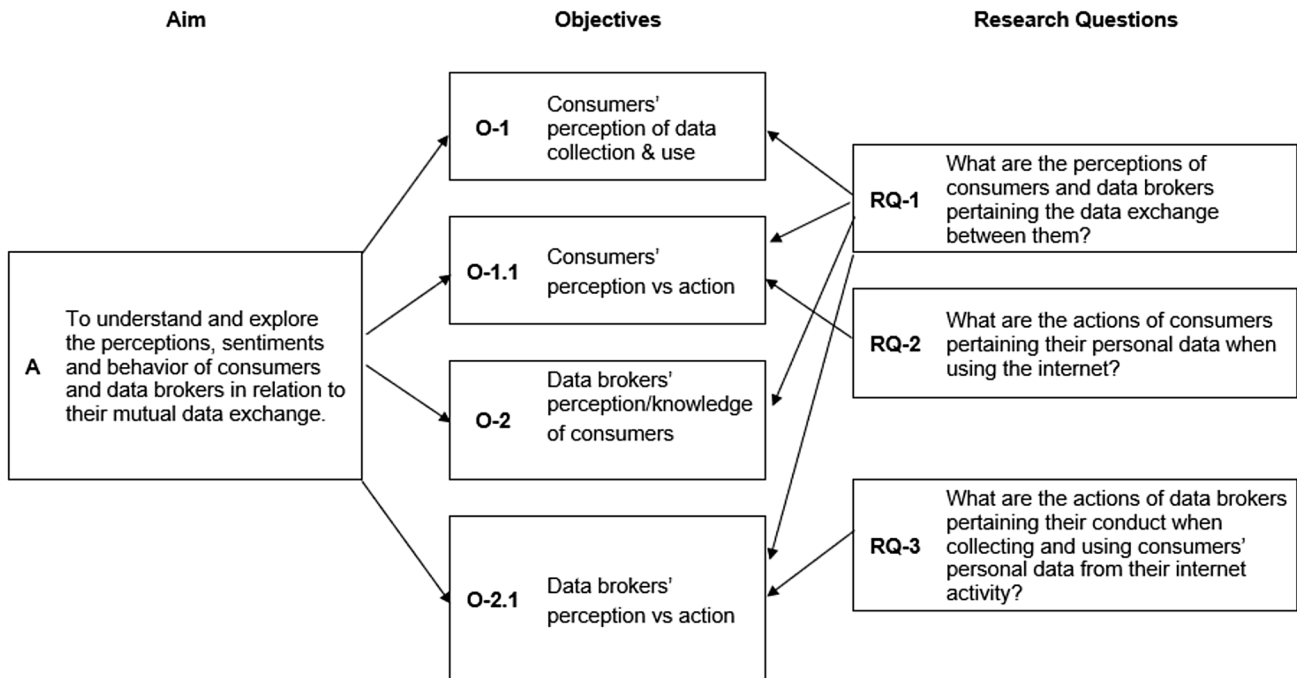 Aim
Objectives
Research Questions
A
To understand and explore
the perceptions, sentiments
and behavior of consumers
and data brokers in relation to
their mutual data exchange.
O-1
Consumers’
perception of data
collection & use
O-1.1
Consumers’
perception vs action
O-2
Data brokers’
perception/knowledge
of consumers
O-2.1
Data brokers’
perception vs action
RQ-1
What are the perceptions of
consumers and data brokers
pertaining the data exchange
between them?
RQ-2
What are the actions of consumers
pertaining their personal data when
using the internet?
RQ-3
What are the actions of data brokers
pertaining their conduct when
collecting and using consumers’
personal data from their internet
activity?